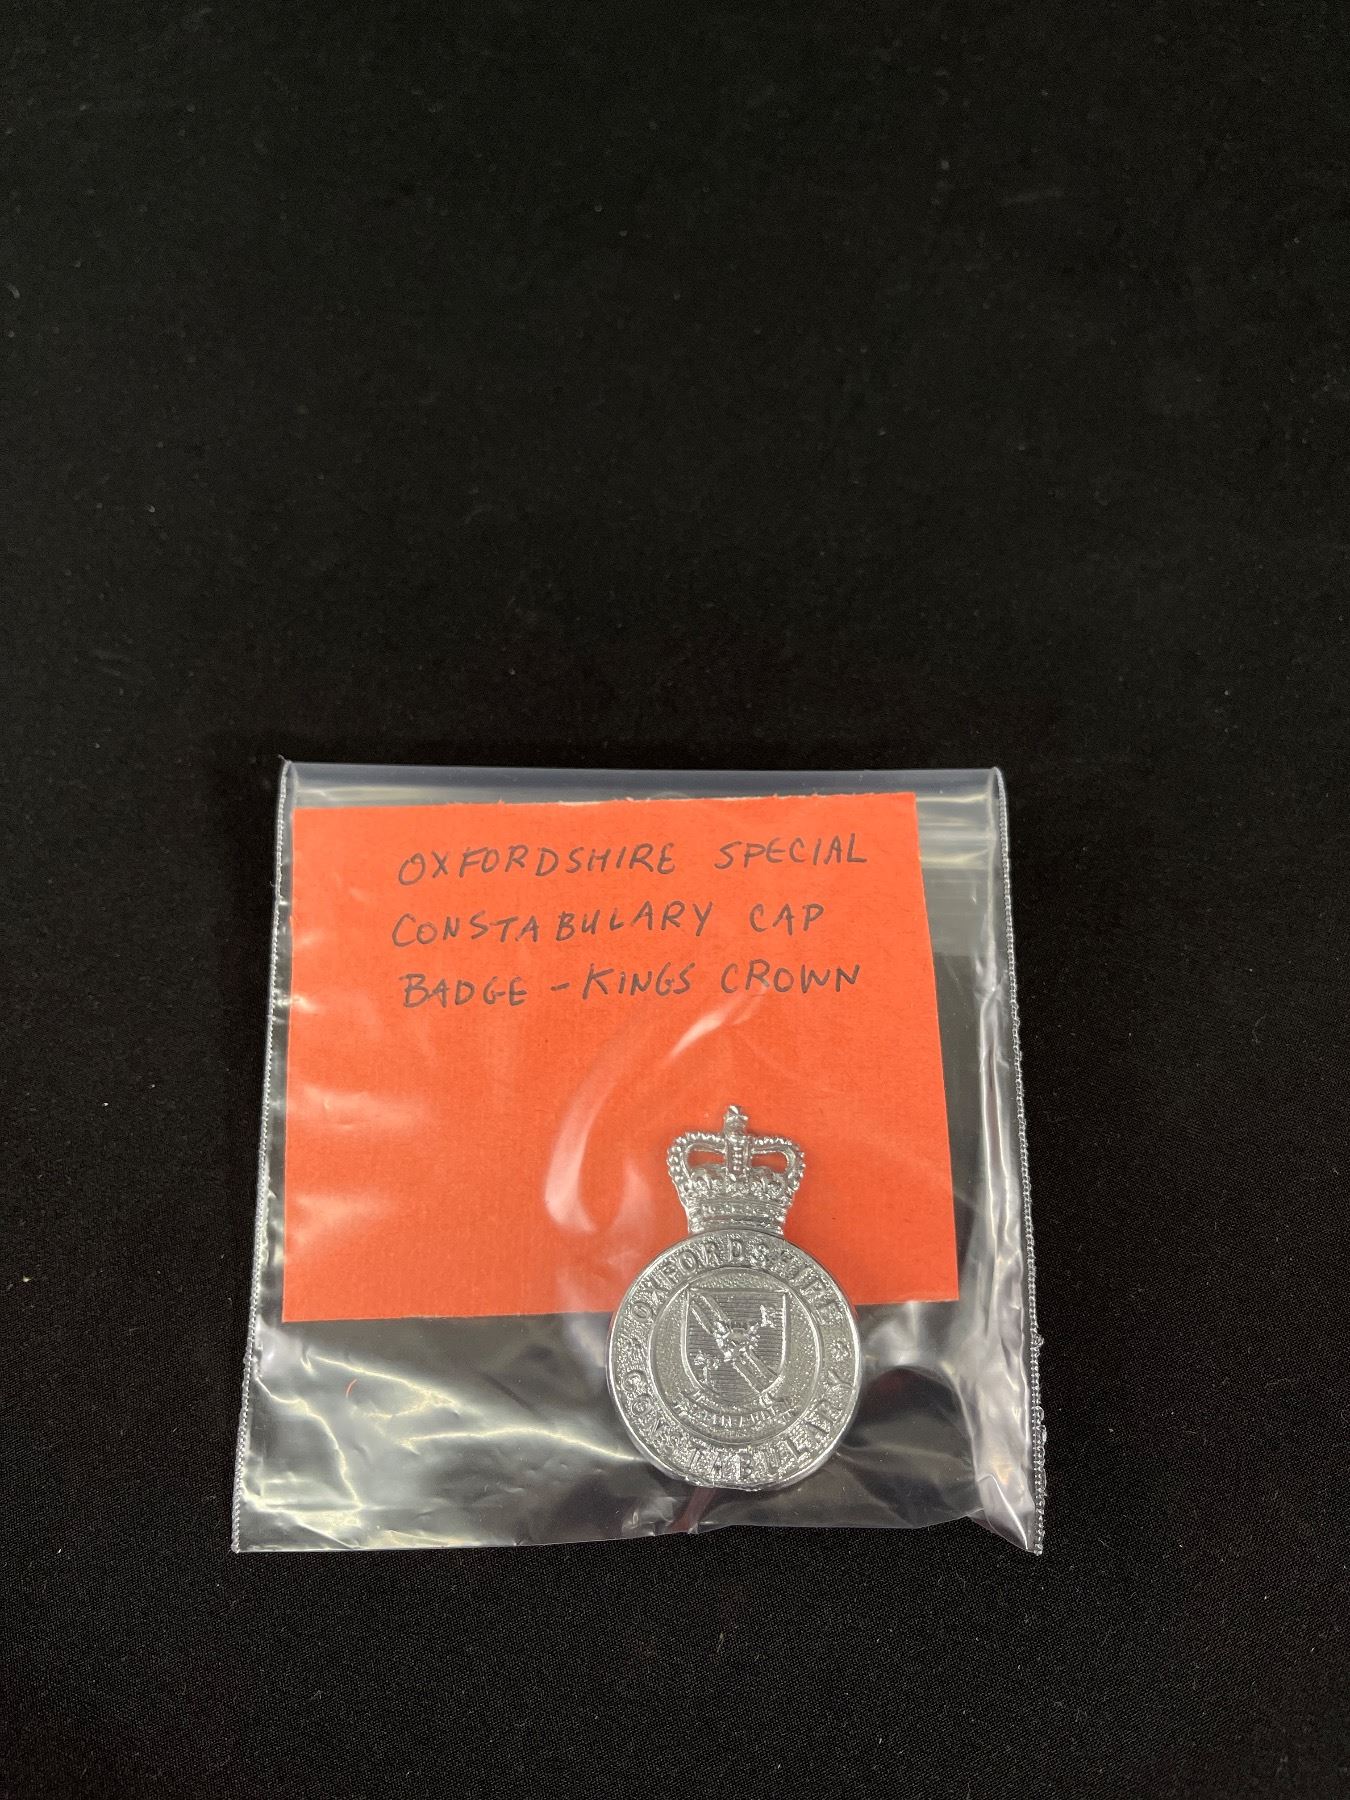 OXFORDSHIRE SPECIAL
CONSTABULARY CAP
BADGE - KINGS CROWN
OXFORDSHIRE
CONSTABULARY